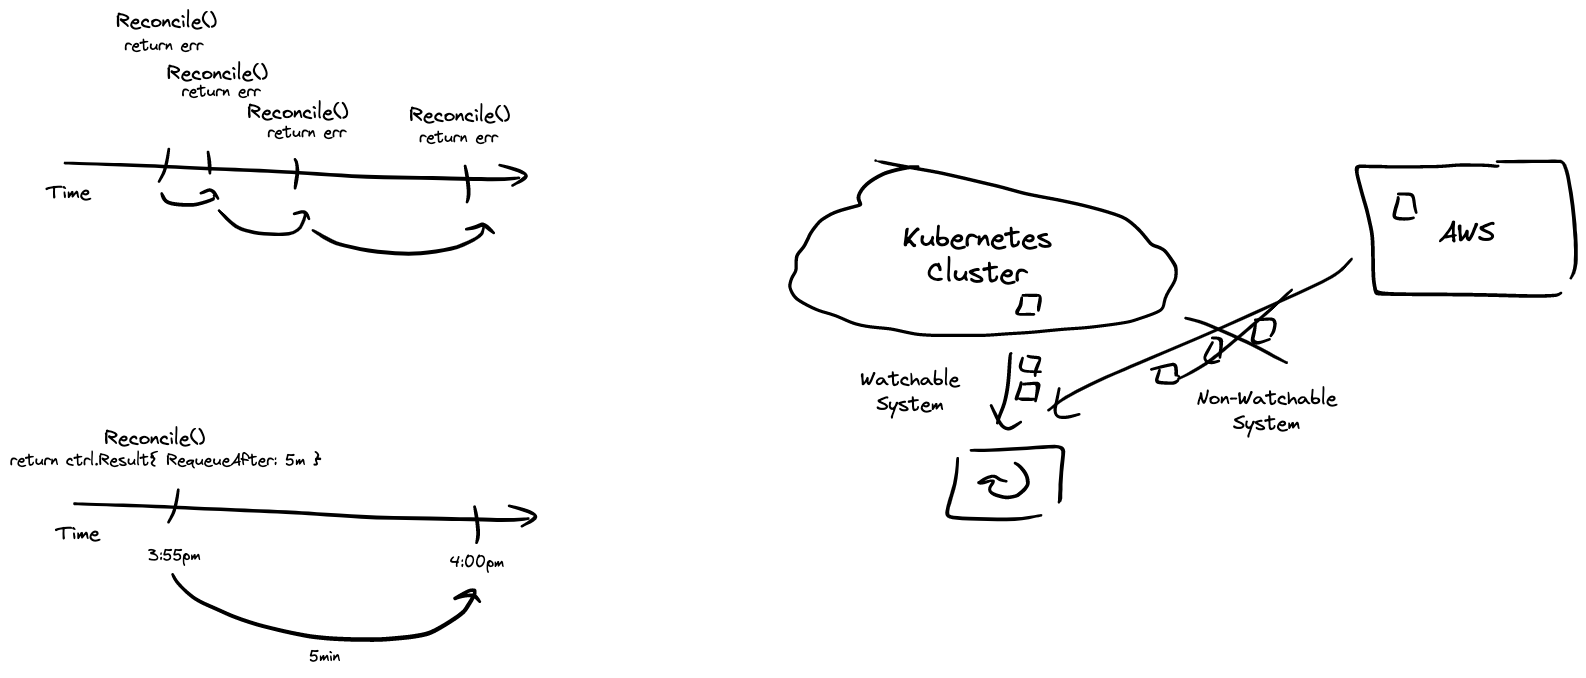 Reconcile()
return err
Reconcile()
return err
Reconcile()
return err
Reconcile()
return err
Time
Kubernetes
Cluster
AWS
Watchable
System
Non-Watchable
System
Reconcile()
return ctrl.Result{ RequeueAfter: 5m }
Time
3:55pm
4:00pm
5min